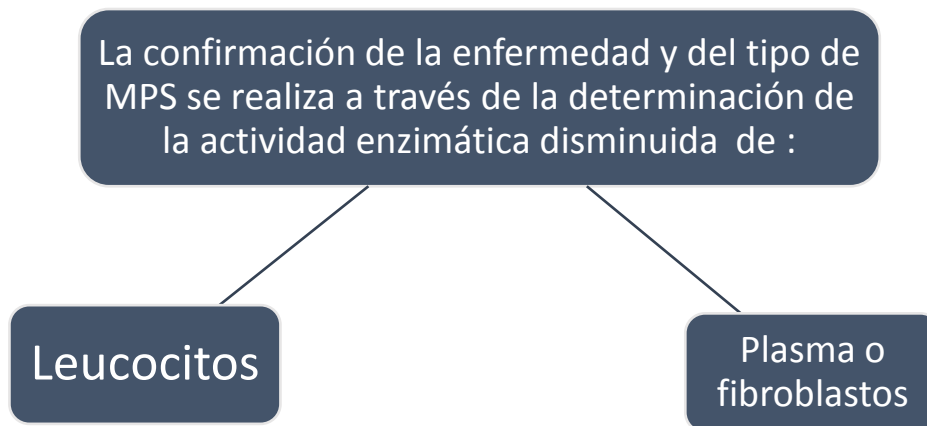 La confirmación de la enfermedad y del tipo de
MPS se realiza a través de la determinación de
la actividad enzimática disminuida de :
Leucocitos
Plasma o
fibroblastos